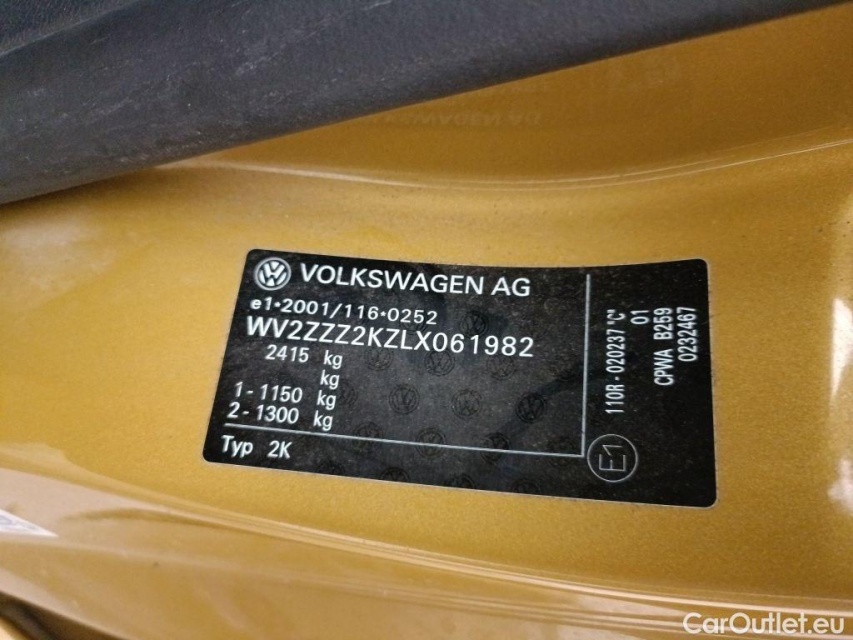 VOLKSWAGEN AG
e1*2001/116*0252
WV2ZZZ2KZLX061982
2415 kg
kg
1 - 1150 kg
2 - 1300 kg
Typ 2K
110R - 020237 "C"
01
CPWA B259
0232467
E1
CarOutlet.eu